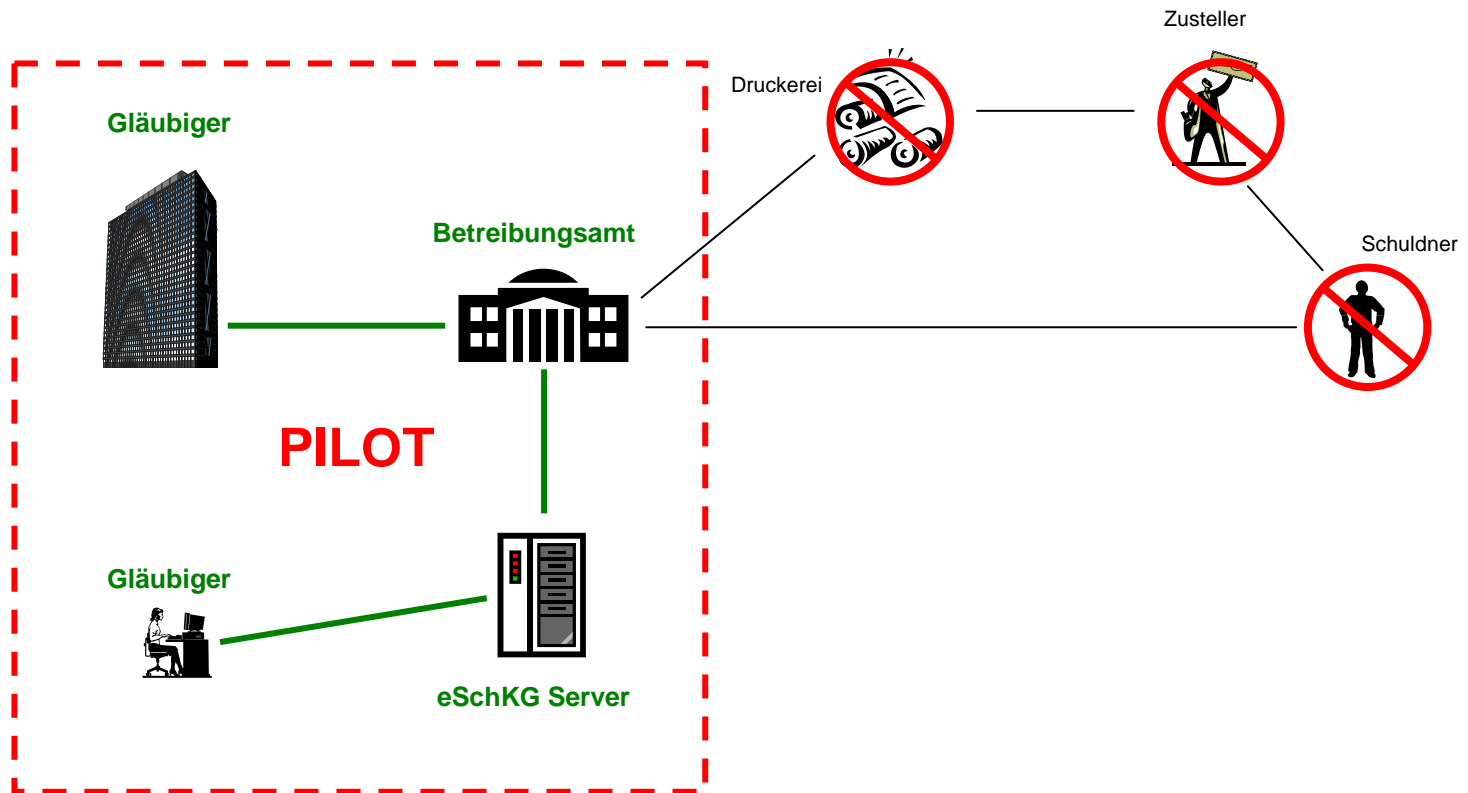 Zusteller
Druckerei
Gläubiger
Betreibungsamt
Schuldner
PILOT
Gläubiger
eSchKG Server